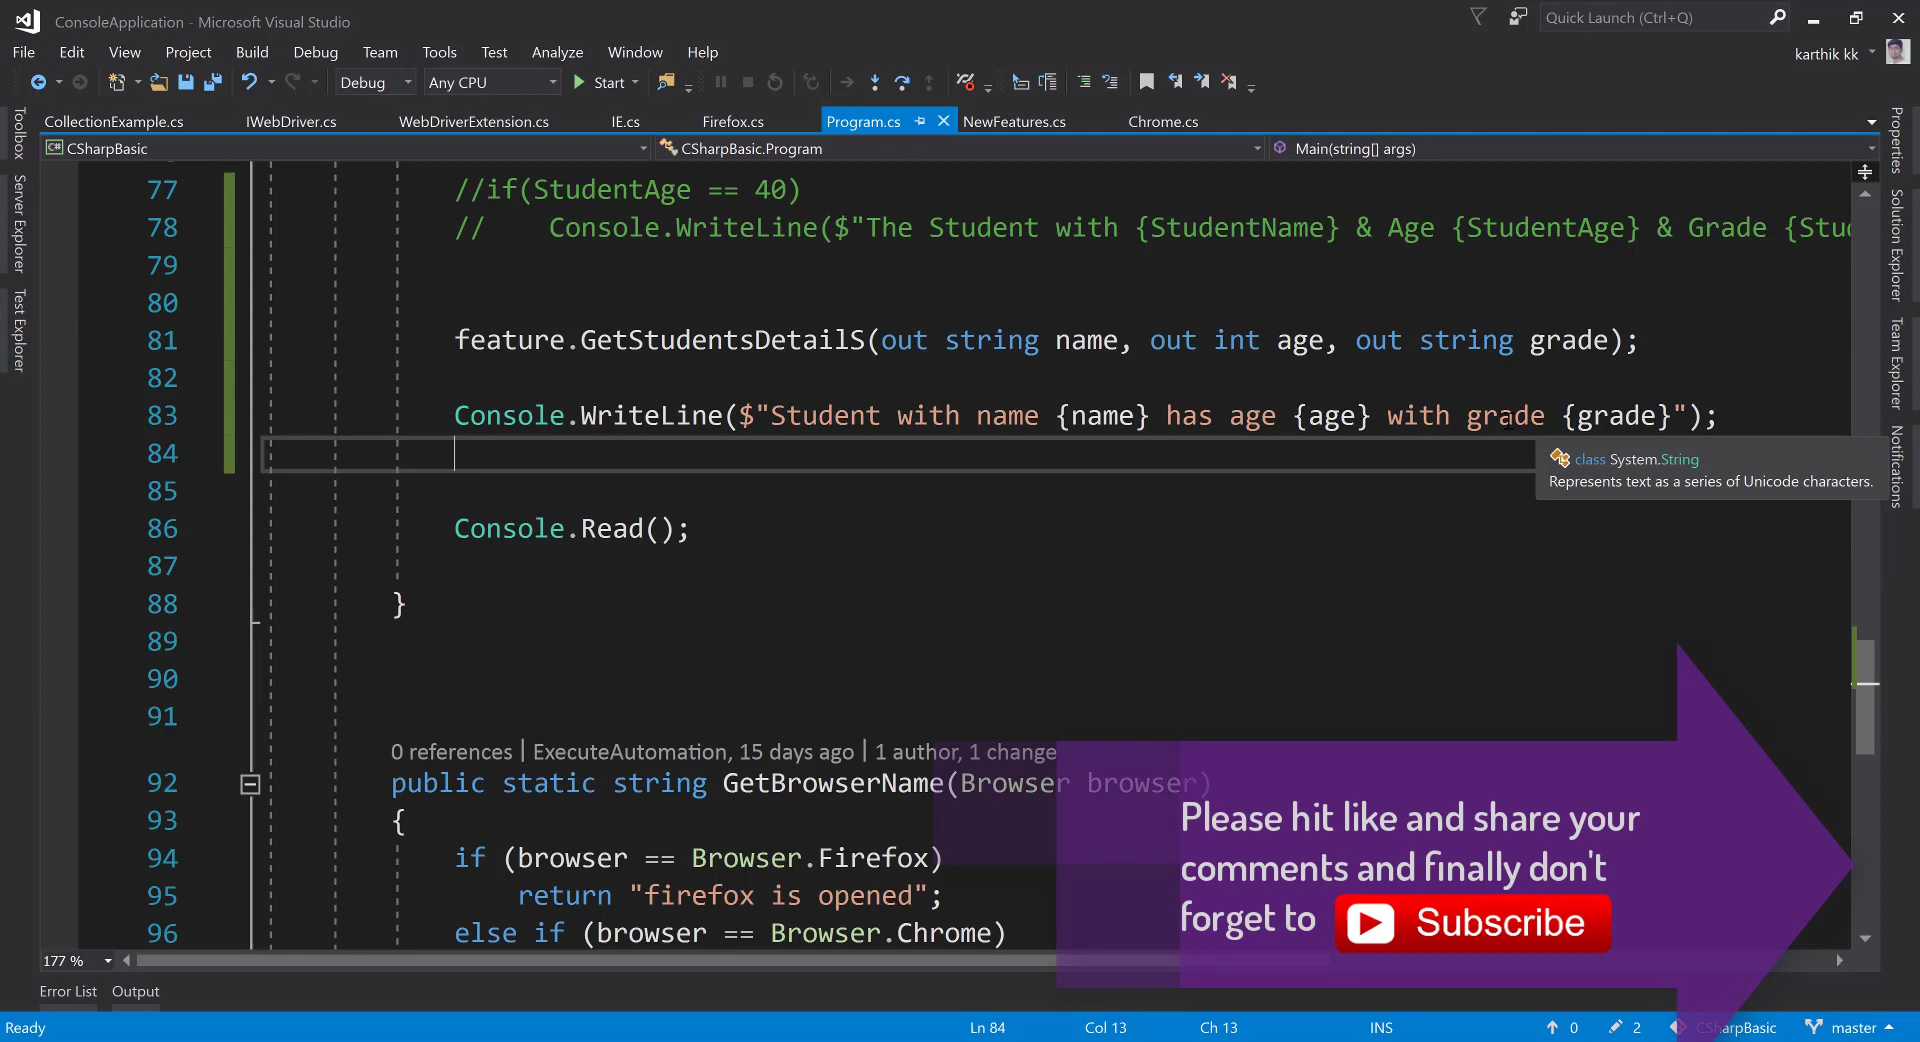 ConsoleApplication - Microsoft Visual Studio
Quick Launch (Ctrl+Q)
File Edit View Project Build Debug Team Tools Test Analyze Window Help
karthik kk
Debug Any CPU Start
CollectionExample.cs IWebDriver.cs WebDriverExtension.cs IE.cs Firefox.cs Program.cs NewFeatures.cs Chrome.cs
C# CSharpBasic CSharpBasic.Program Main(string[] args)
Toolbox
Server Explorer
Test Explorer
Properties
Solution Explorer
Team Explorer
Notifications
77 //if(StudentAge == 40)
78 // Console.WriteLine($"The Student with {StudentName} & Age {StudentAge} & Grade {Stu
79
80
81 feature.GetStudentsDetailS(out string name, out int age, out string grade);
82
83 Console.WriteLine($"Student with name {name} has age {age} with grade {grade}");
84
class System.String
Represents text as a series of Unicode characters.
85
86 Console.Read();
87
88 }
89
90
91
0 references | ExecuteAutomation, 15 days ago | 1 author, 1 change
92 public static string GetBrowserName(Browser browser)
93 {
94 if (browser == Browser.Firefox)
95 return "firefox is opened";
96 else if (browser == Browser.Chrome)
Please hit like and share your
comments and finally don't
forget to Subscribe
177 %
Error List Output
Ready Ln 84 Col 13 Ch 13 INS 0 2 CSharpBasic master